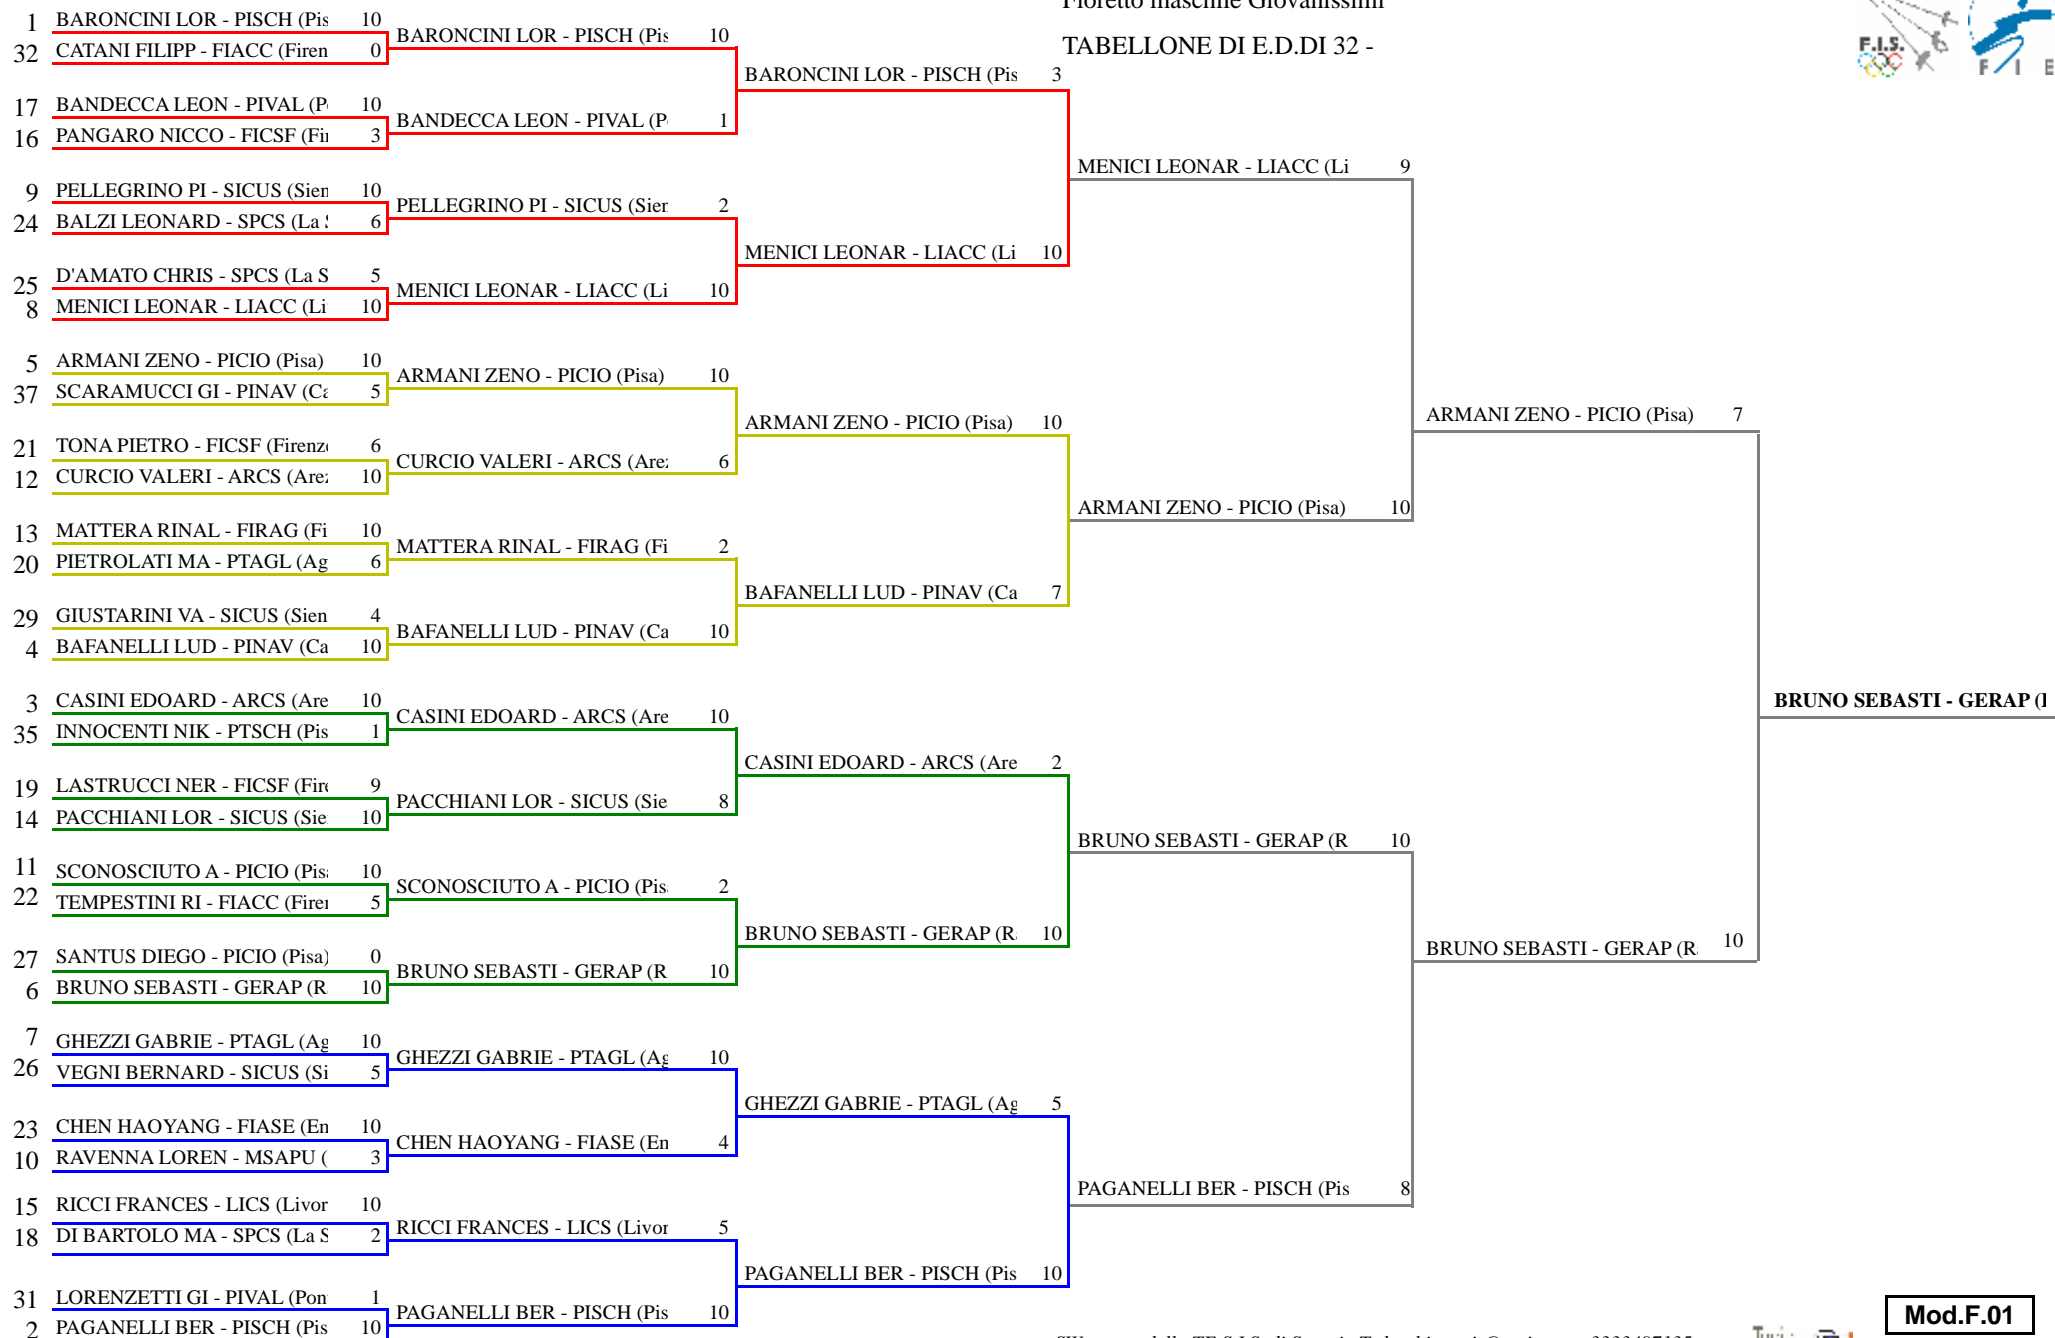 TABELLONE DI E.D.DI 32 -
F.I.S.
F I E
1 BARONCINI LOR - PISCH (Pis 10
32 CATANI FILIPP - FIACC (Firen 0
17 BANDECCA LEON - PIVAL (P 10
16 PANGARO NICCO - FICSF (Fi 3
9 PELLEGRINO PI - SICUS (Sien 10
24 BALZI LEONARD - SPCS (La 6
25 D'AMATO CHRIS - SPCS (La S 5
8 MENICI LEONAR - LIACC (Li 10
5 ARMANI ZENO - PICIO (Pisa) 10
37 SCARAMUCCI GI - PINAV (Ca 5
21 TONA PIETRO - FICSF (Firenz 6
12 CURCIO VALERI - ARCS (Are 10
13 MATTERA RINAL - FIRAG (Fi 10
20 PIETROLATI MA - PTAGL (Ag 6
29 GIUSTARINI VA - SICUS (Sien 4
4 BAFANELLI LUD - PINAV (Ca 10
3 CASINI EDOARD - ARCS (Are 10
35 INNOCENTI NIK - PTSCH (Pis 1
19 LASTRUCCI NER - FICSF (Fire 9
14 PACCHIANI LOR - SICUS (Sie 10
11 SCONOSCIUTO A - PICIO (Pis 10
22 TEMPESTINI RI - FIACC (Fire 5
27 SANTUS DIEGO - PICIO (Pisa) 0
6 BRUNO SEBASTI - GERAP (R 10
7 GHEZZI GABRIE - PTAGL (Ag 10
26 VEGNI BERNARD - SICUS (Si 5
23 CHEN HAOYANG - FIASE (En 10
10 RAVENNA LOREN - MSAPU ( 3
15 RICCI FRANCES - LICS (Livor 10
18 DI BARTOLO MA - SPCS (La S 2
31 LORENZETTI GI - PIVAL (Pon 1
2 PAGANELLI BER - PISCH (Pis 10
BARONCINI LOR - PISCH (Pis 10
BANDECCA LEON - PIVAL (P 1
PELLEGRINO PI - SICUS (Sien 2
MENICI LEONAR - LIACC (Li 10
ARMANI ZENO - PICIO (Pisa) 10
CURCIO VALERI - ARCS (Are 6
MATTERA RINAL - FIRAG (Fi 2
BAFANELLI LUD - PINAV (Ca 10
CASINI EDOARD - ARCS (Are 10
PACCHIANI LOR - SICUS (Sie 8
SCONOSCIUTO A - PICIO (Pis 2
BRUNO SEBASTI - GERAP (R 10
GHEZZI GABRIE - PTAGL (Ag 10
CHEN HAOYANG - FIASE (En 4
RICCI FRANCES - LICS (Livor 5
PAGANELLI BER - PISCH (Pis 10
BARONCINI LOR - PISCH (Pis 3
MENICI LEONAR - LIACC (Li 10
ARMANI ZENO - PICIO (Pisa) 10
BAFANELLI LUD - PINAV (Ca 7
CASINI EDOARD - ARCS (Are 2
BRUNO SEBASTI - GERAP (R 10
GHEZZI GABRIE - PTAGL (Ag 5
PAGANELLI BER - PISCH (Pis 10
MENICI LEONAR - LIACC (Li 9
ARMANI ZENO - PICIO (Pisa) 10
BRUNO SEBASTI - GERAP (R 10
PAGANELLI BER - PISCH (Pis 8
ARMANI ZENO - PICIO (Pisa) 7
BRUNO SEBASTI - GERAP (R 10
BRUNO SEBASTI - GERAP (
Mod.F.01